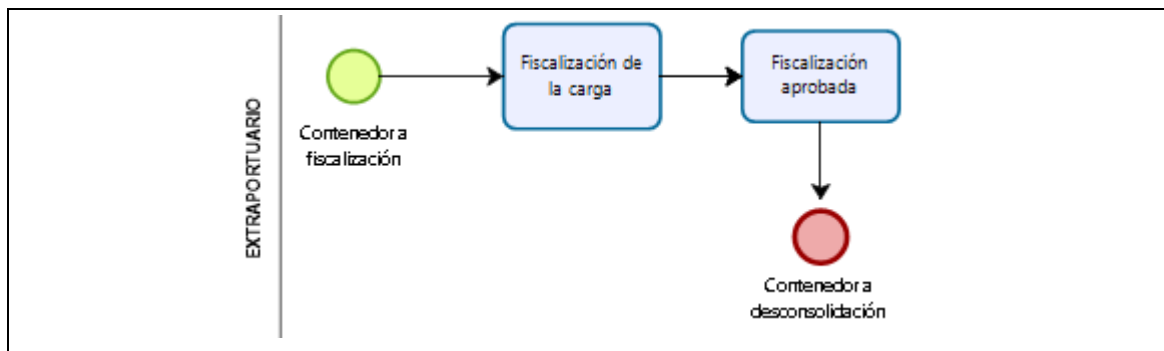 EXTRAPORTUARIO
Contenedor a
fiscalización
Fiscalización de
la carga
Fiscalización
aprobada
Contenedor a
desconsolidación